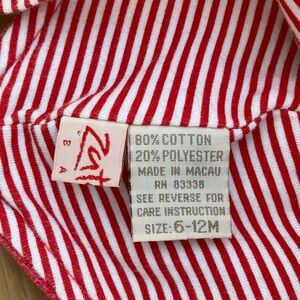 80% COTTON
20% POLYESTER
MADE IN MACAU
RN 83338
SEE REVERSE FOR
CARE INSTRUCTION
SIZE: 6-12M